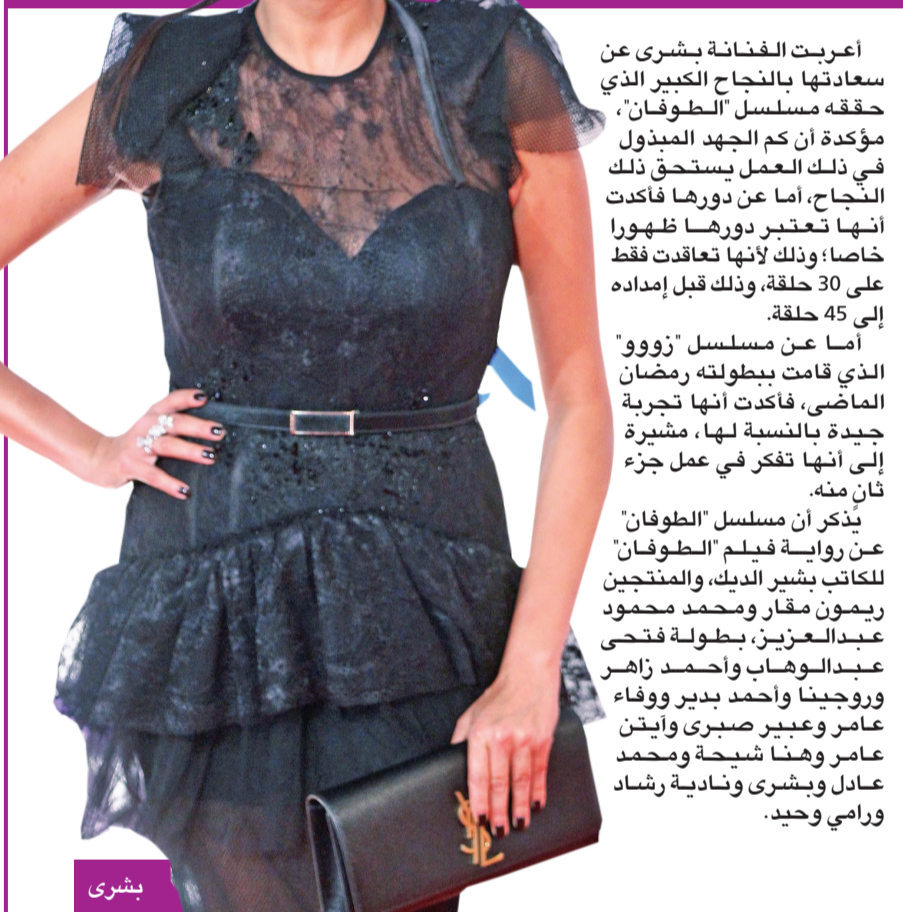 أعربت الفنانة بشرى عن
سعادتها بالنجاح الكبير الذي
حققه مسلسل "الطوفان"،
مؤكدة أن كم الجهد المبذول
في ذلك العمل يستحق ذلك
النجاح، أما عن دورها فأكدت
أنها تعتبر دورها ظهورا
خاصا؛ وذلك لأنها تعاقدت فقط
على 30 حلقة، وذلك قبل إمداده
إلى 45 حلقة.
أما عن مسلسل "زووو"
الذي قامت ببطولته رمضان
الماضى، فأكدت أنها تجربة
جيدة بالنسبة لها، مشيرة
إلى أنها تفكر في عمل جزء
ثانٍ منه.
يُذكر أن مسلسل "الطوفان"
عن رواية فيلم "الطوفان"
للكاتب بشير الديك، والمنتجين
ريمون مقار ومحمد محمود
عبدالعزيز، بطولة فتحى
عبدالوهاب وأحمد زاهر
وروجينا وأحمد بدير ووفاء
عامر وعبير صبرى وآيتن
عامر وهنا شيحة ومحمد
عادل وبشرى ونادية رشاد
ورامي وحيد.
YSL
بشرى